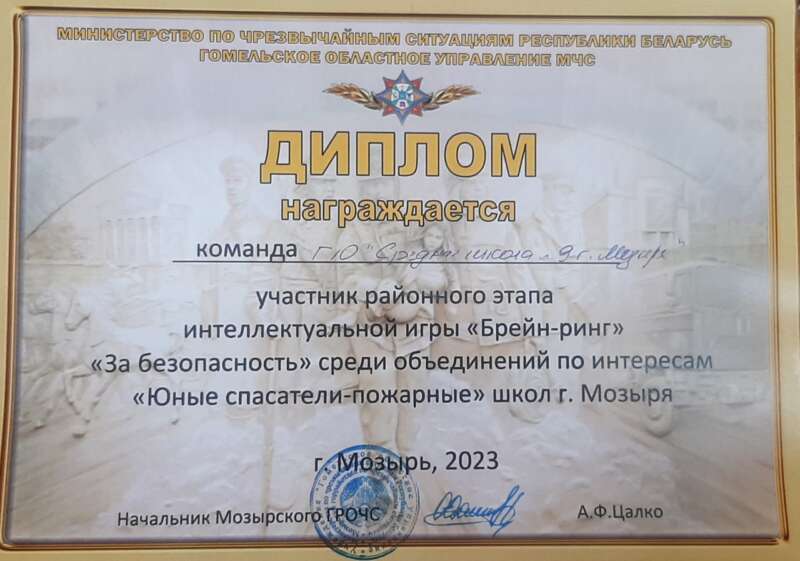 МИНИСТЕРСТВО ПО ЧРЕЗВЫЧАЙНЫМ СИТУАЦИЯМ РЕСПУБЛИКИ БЕЛАРУСЬ
ГОМЕЛЬСКОЕ ОБЛАСТНОЕ УПРАВЛЕНИЕ МЧС
ДИПЛОМ
награждается
команда ГУО "Средняя школа № 9 г. Мозыря"
участник районного этапа
интеллектуальной игры «Брейн-ринг»
«За безопасность» среди объединений по интересам
«Юные спасатели-пожарные» школ г. Мозыря
г. Мозырь, 2023
Начальник Мозырского ГРОЧС А.Ф.Цалко